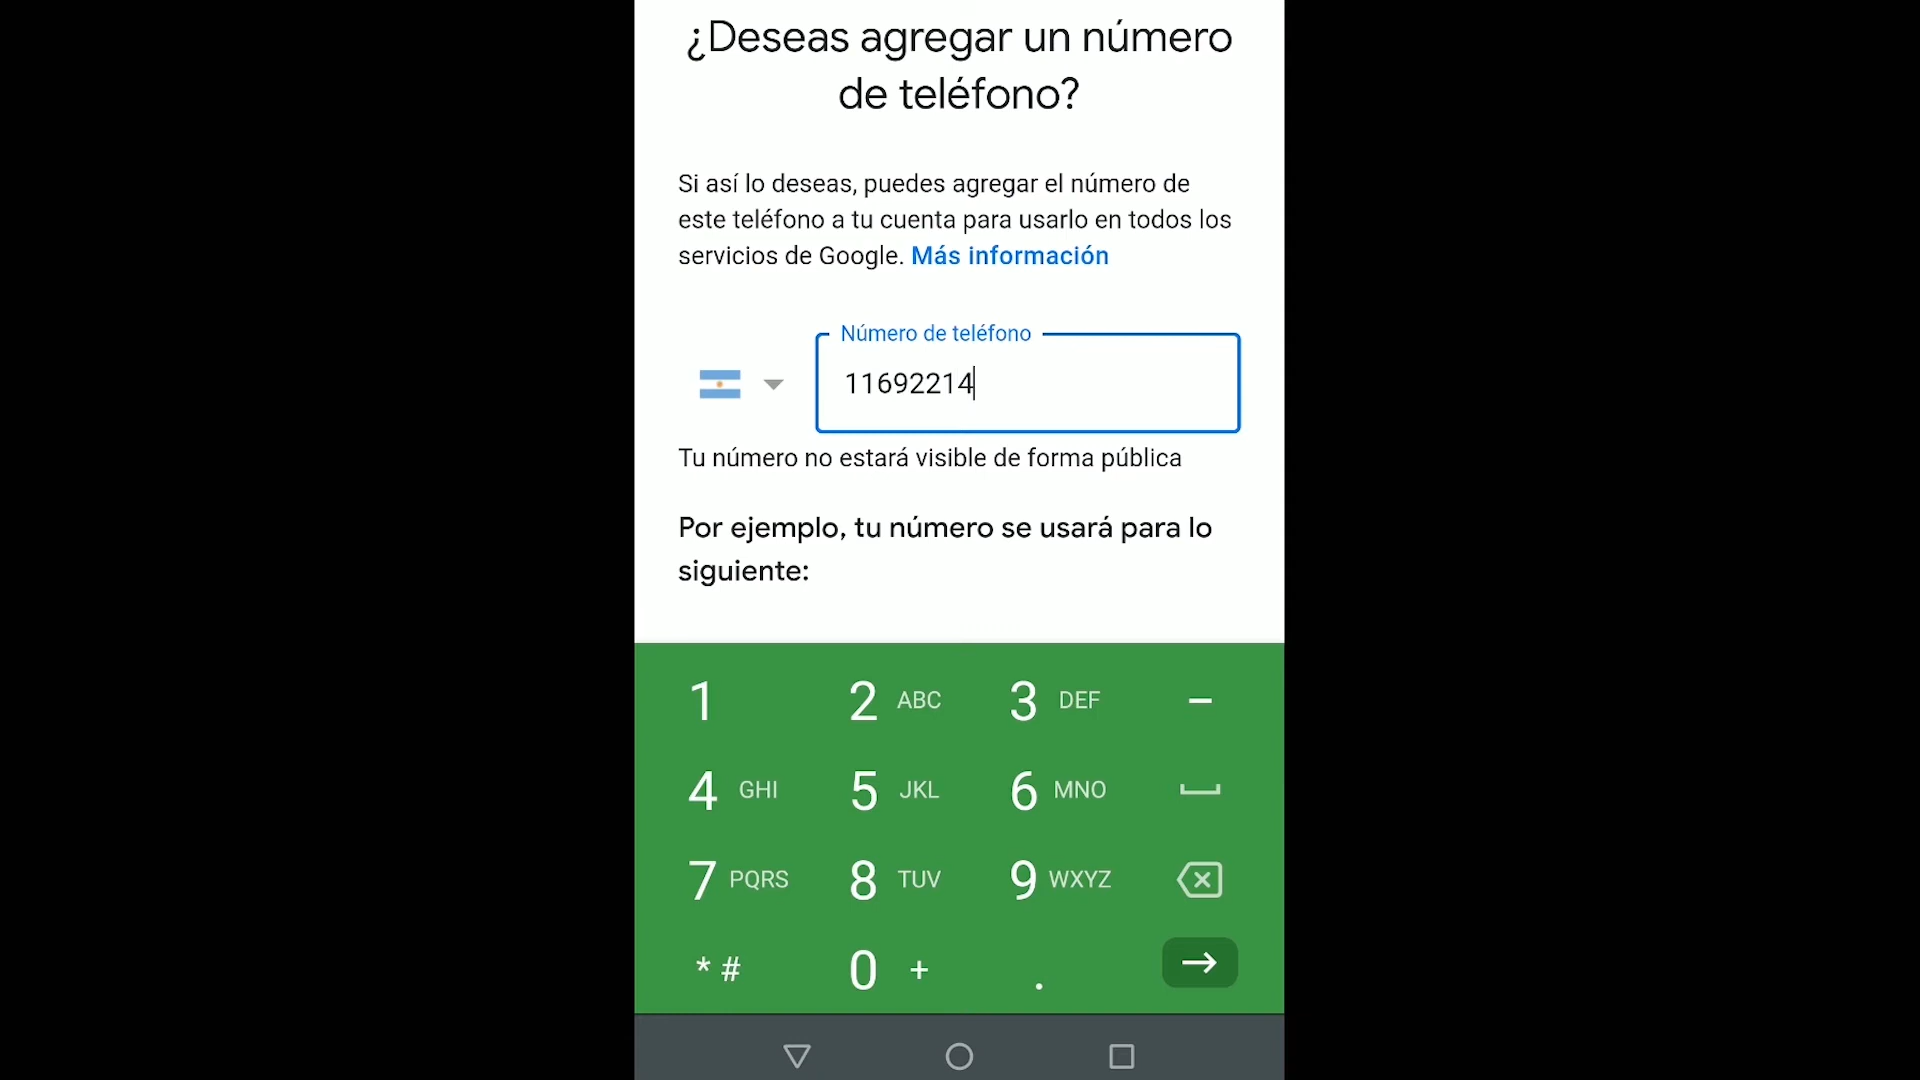 ¿Deseas agregar un número
de teléfono?
Si así lo deseas, puedes agregar el número de
este teléfono a tu cuenta para usarlo en todos los
servicios de Google. Más información
Número de teléfono
11692214
Tu número no estará visible de forma pública
Por ejemplo, tu número se usará para lo
siguiente:
1 2 ABC 3 DEF -
4 GHI 5 JKL 6 MNO
7 PQRS 8 TUV 9 WXYZ
* # 0 + .